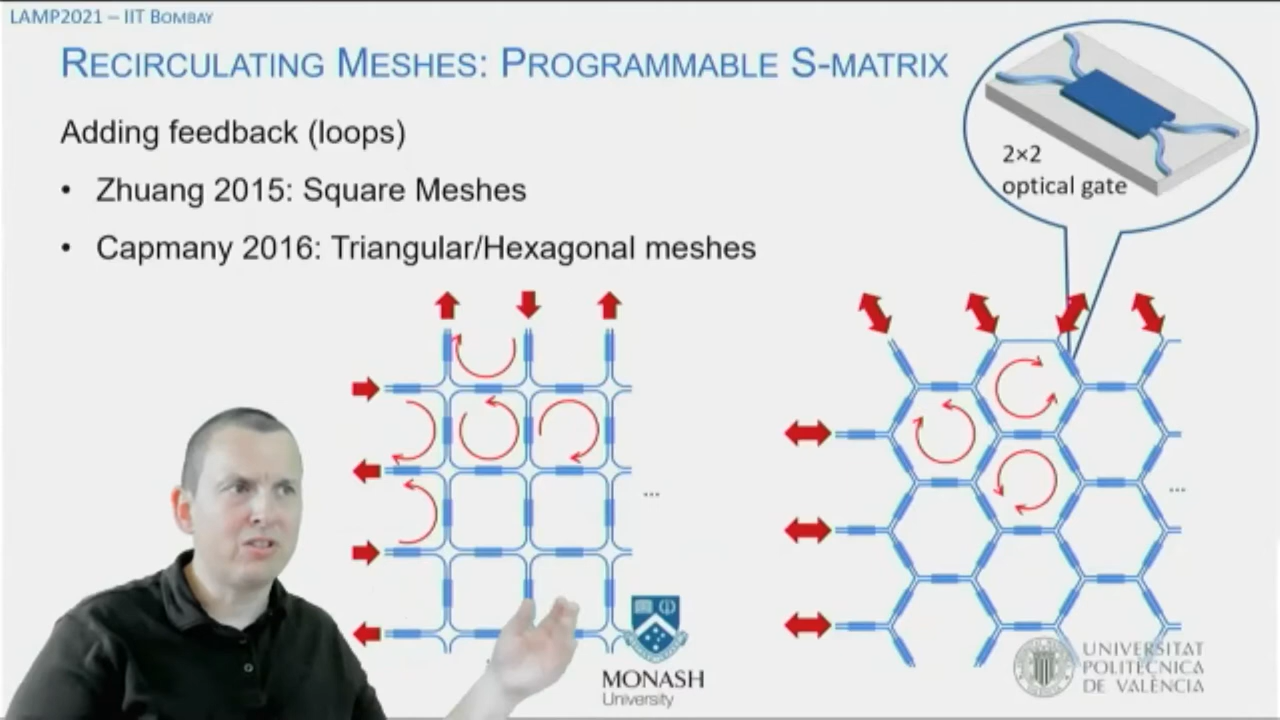 LAMP2021 – IIT BOMBAY
RECIRCULATING MESHES: PROGRAMMABLE S-MATRIX
Adding feedback (loops)
• Zhuang 2015: Square Meshes
• Capmany 2016: Triangular/Hexagonal meshes
2×2
optical gate
...
...
MONASH
University
UNIVERSITAT
POLITÈCNICA
DE VALÈNCIA